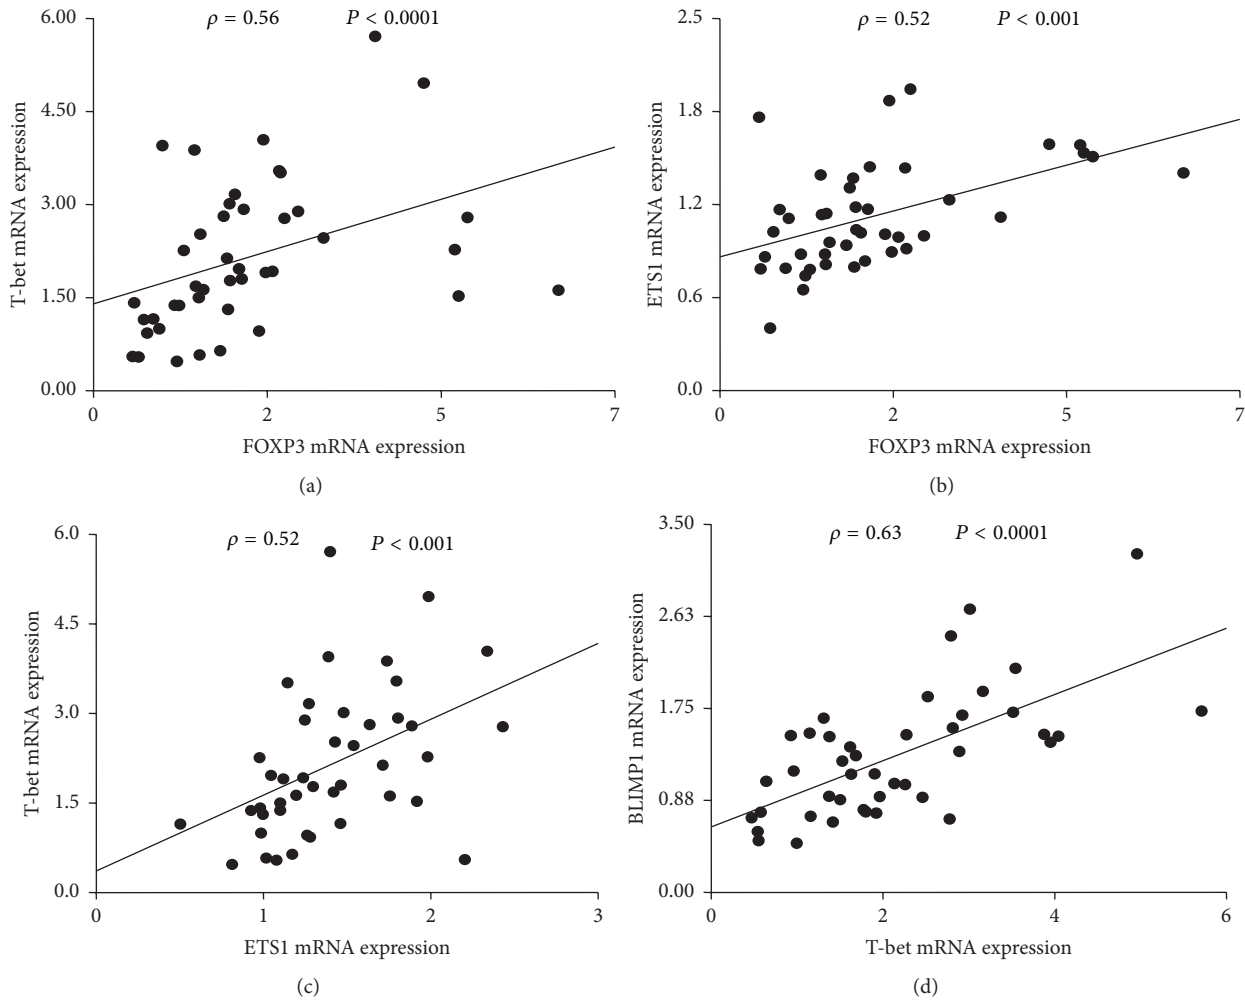 ρ = 0.56 P < 0.0001
T-bet mRNA expression
6.00
4.50
3.00
1.50
0.00
0 2 5 7
FOXP3 mRNA expression
(a)
ρ = 0.52 P < 0.001
ETS1 mRNA expression
2.5
1.8
1.2
0.6
0.0
0 2 5 7
FOXP3 mRNA expression
(b)
ρ = 0.52 P < 0.001
T-bet mRNA expression
6.0
4.5
3.0
1.5
0.0
0 1 2 3
ETS1 mRNA expression
(c)
ρ = 0.63 P < 0.0001
BLIMP1 mRNA expression
3.50
2.63
1.75
0.88
0.00
0 2 4 6
T-bet mRNA expression
(d)